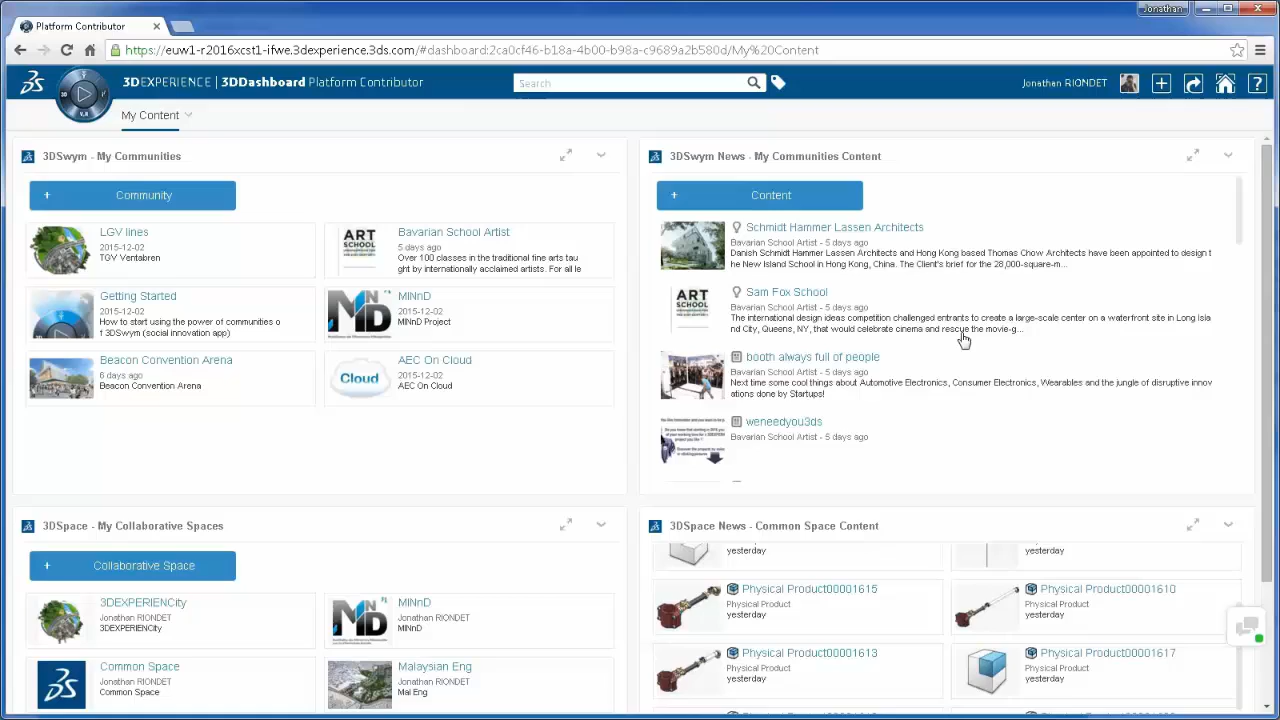 Jonathan
Platform Contributor
https://euw1-r2016xcst1-ifwe.3dexperience.3ds.com/#dashboard:2ca0cf46-b18a-4b00-b98a-c9689a2b580d/My%20Content
3DEXPERIENCE | 3DDashboard Platform Contributor
Search
Jonathan RIONDET
3D
V.R
My Content
3DSwym - My Communities
+ Community
LGV lines
2015-12-02
TGV Ventakren
Bavarian School Artist
5 days ago
Over 100 classes in the traditional fine arts tau
ght by internationally acclaimed artists. For all le
ART
SCHOOL
Getting Started
2015-12-02
How to start using the power of communities o
f 3DSwym (social innovation app)
MINnD
2015-12-02
MINnD Project
Beacon Convention Arena
6 days ago
Beacon Convention Arena
AEC On Cloud
2015-12-02
AEC On Cloud
Cloud
3DSwym News - My Communities Content
+ Content
Schmidt Hammer Lassen Architects
Bavarian School Artist - 5 days ago
Danish Schmidt Hammer Lassen Architects and Hong Kong based Thomas Chow Architects have been appointed to design t
he New Island School in Hong Kong, China. The Client's brief for the 28,000-square-m...
ART
SCHOOL
Sam Fox School
Bavarian School Artist - 5 days ago
The international design ideas competition challenged entrants to create a large-scale center on a waterfront site in Long Isla
nd City, Queens, NY, that would celebrate cinema and rescue the movie-g...
booth always full of people
Bavarian School Artist - 5 days ago
Next time some cool things about Automotive Electronics, Consumer Electronics, Wearables and the jungle of disruptive innov
ations done by Startups!
weneedyou3ds
Bavarian School Artist - 5 days ago
3DSpace - My Collaborative Spaces
+ Collaborative Space
3DEXPERIENCity
Jonathan RIONDET
3DEXPERIENCity
MINnD
Jonathan RIONDET
MINnD
Common Space
Jonathan RIONDET
Common Space
Malaysian Eng
Jonathan RIONDET
Mal Eng
3DSpace News - Common Space Content
yesterday
yesterday
Physical Product00001615
Physical Product
yesterday
Physical Product00001610
Physical Product
yesterday
Physical Product00001613
Physical Product
yesterday
Physical Product00001617
Physical Product
yesterday